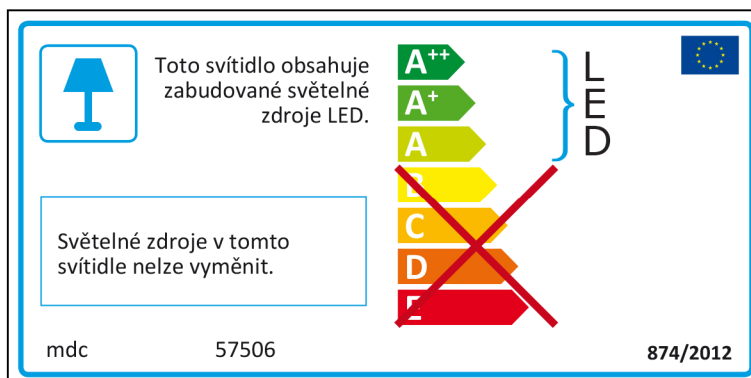 Toto svítidlo obsahuje
zabudované světelné
zdroje LED.
A++
A+
A
B
C
D
E
L
E
D
Světelné zdroje v tomto
svítidle nelze vyměnit.
mdc 57506
874/2012